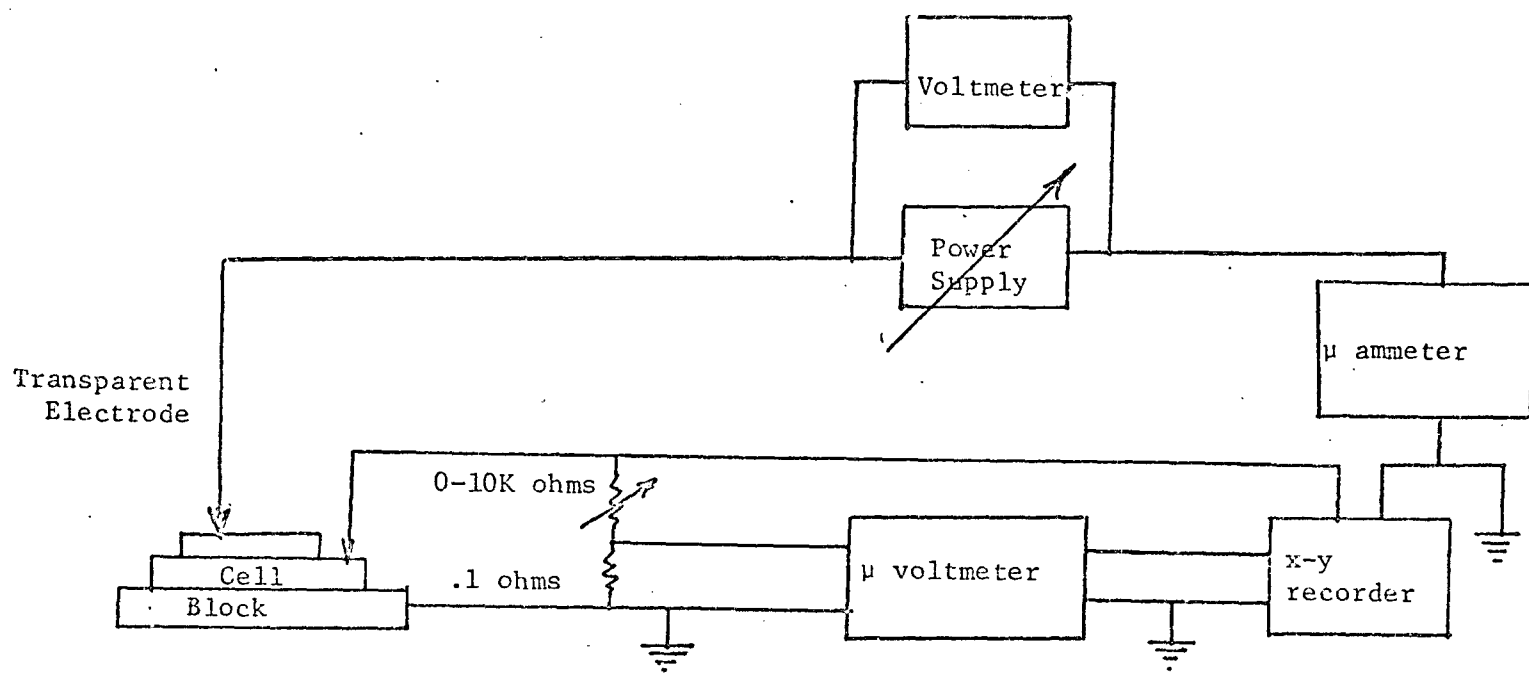 Voltmeter
Power
Supply
μ ammeter
Transparent
Electrode
0-10K ohms
Cell
.1 ohms
Block
μ voltmeter
x-y
recorder